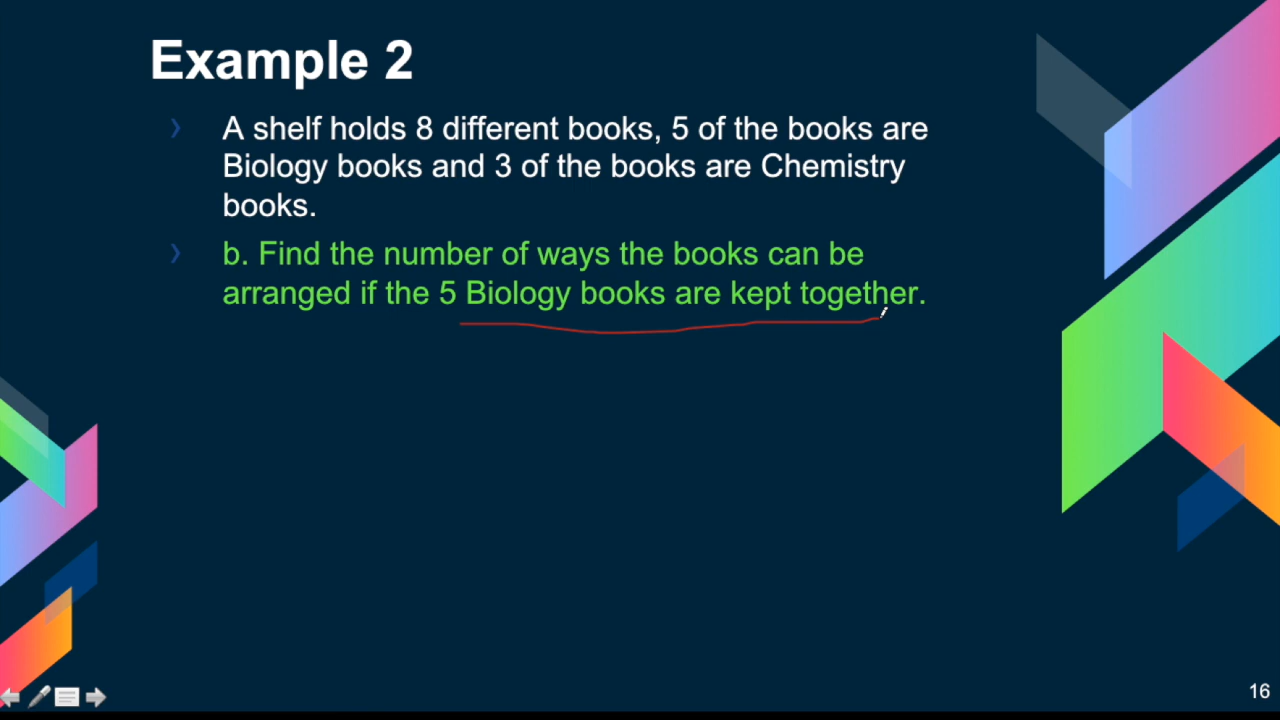 Example 2
A shelf holds 8 different books, 5 of the books are
Biology books and 3 of the books are Chemistry
books.
b. Find the number of ways the books can be
arranged if the 5 Biology books are kept together.
16